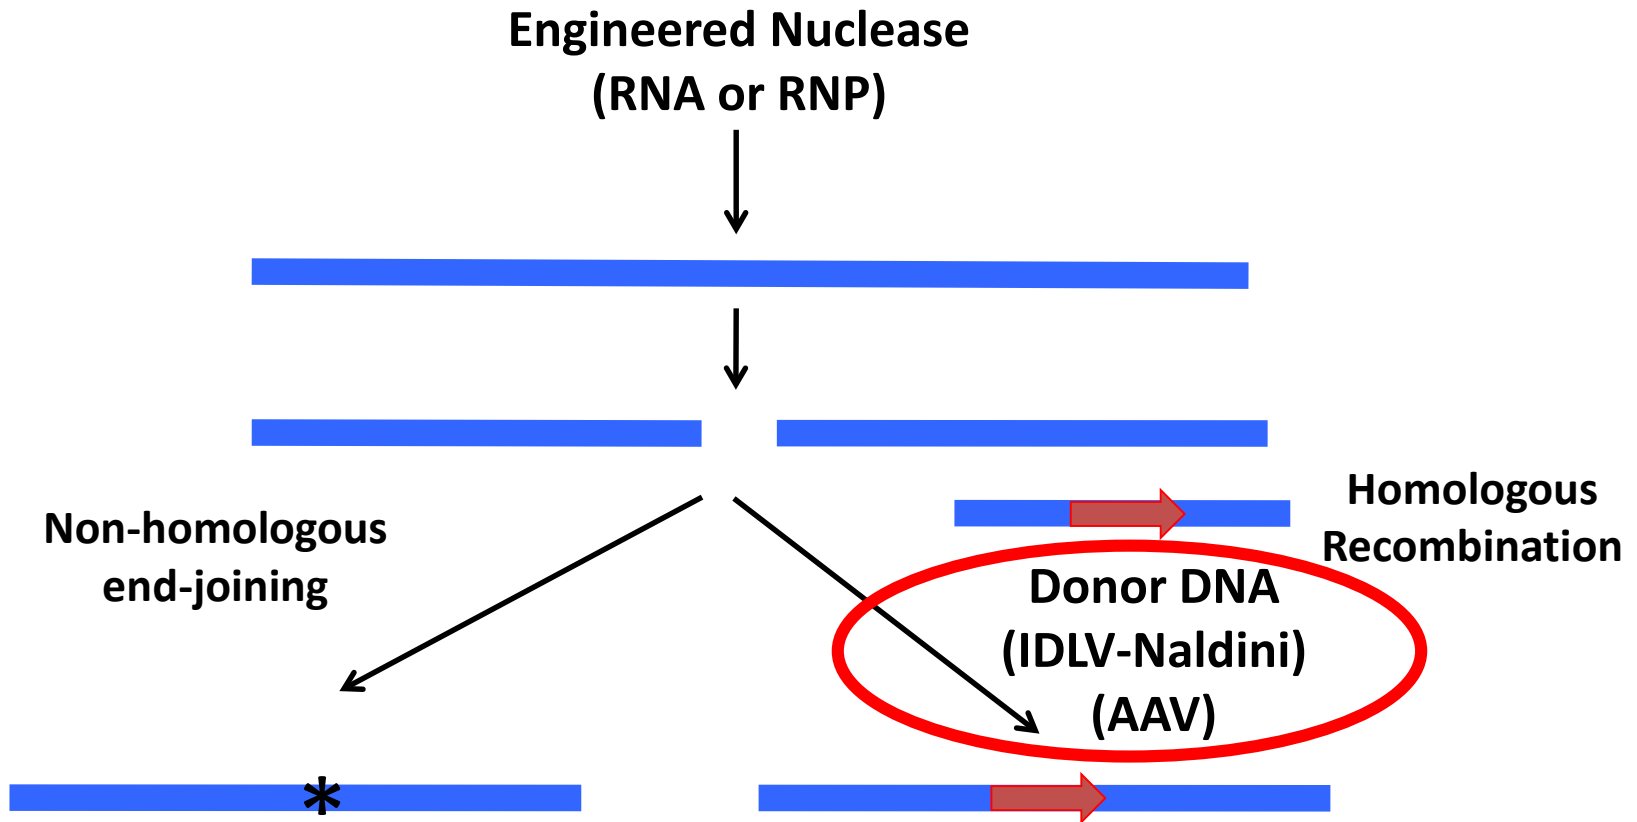 Engineered Nuclease
(RNA or RNP)
Non-homologous
end-joining
Homologous
Recombination
Donor DNA
(IDLV-Naldini)
(AAV)
*